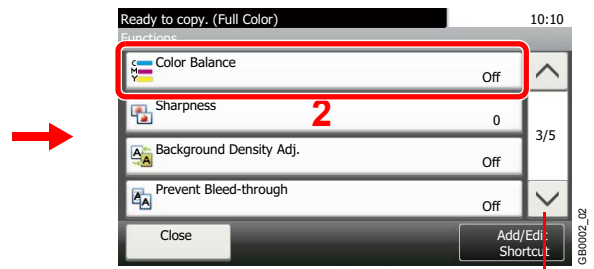 Ready to copy. (Full Color) 10:10
Functions
C
M
Y
Color Balance
Off
2
Sharpness
0
3/5
A A
Background Density Adj.
Off
A A
Prevent Bleed-through
Off
Close
Add/Edit
Shortcut
GB0002_02